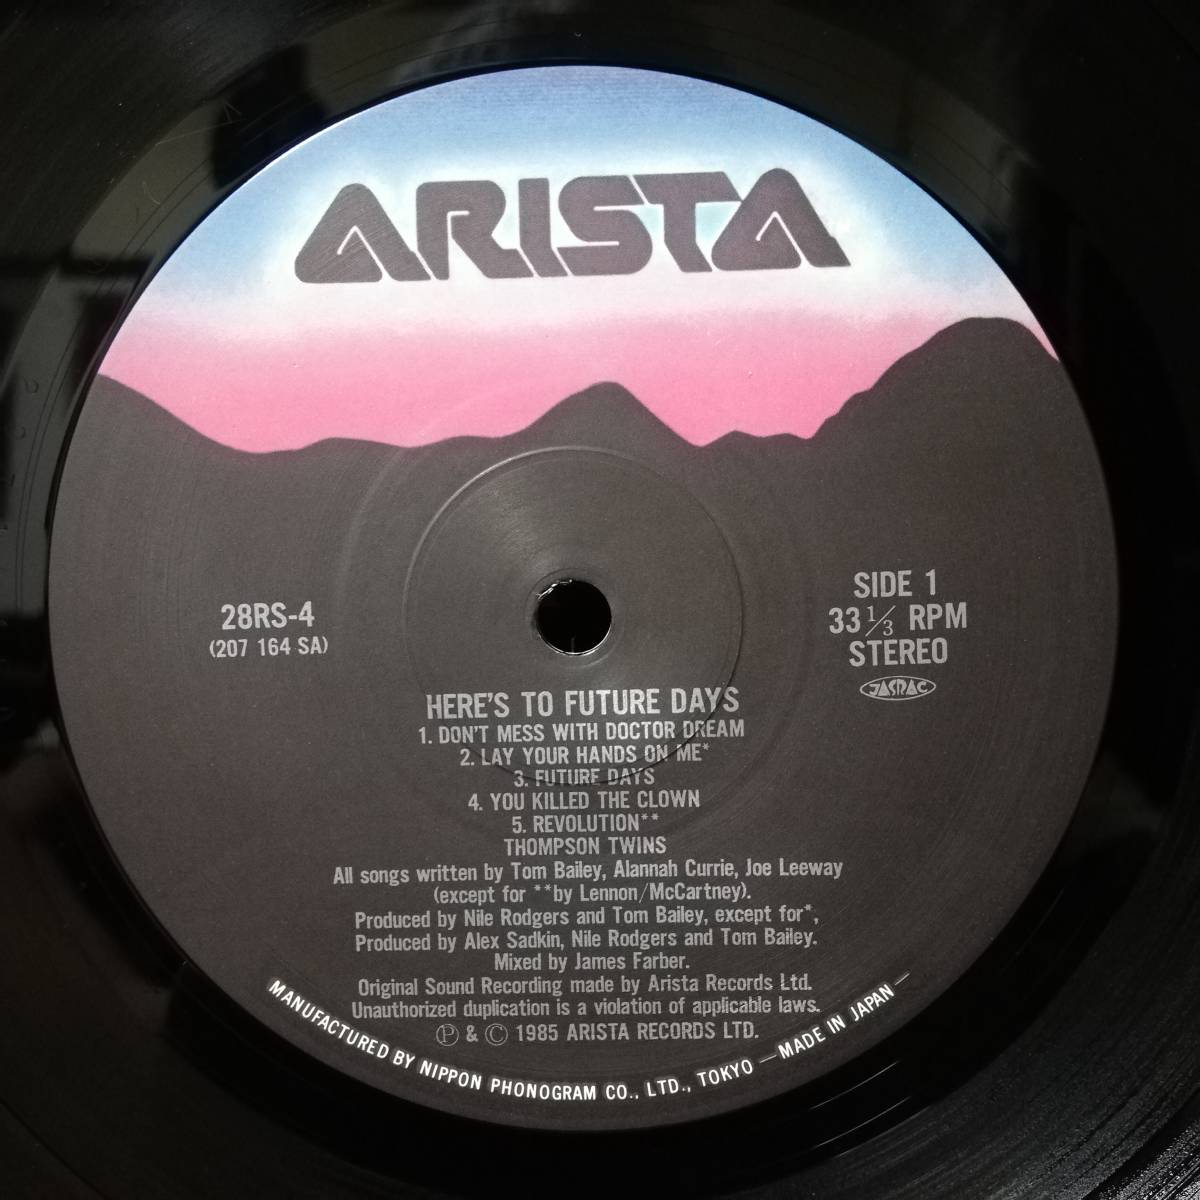 ARISTA
28RS-4
(207 164 SA)
SIDE 1
33 1/3 RPM
STEREO
JASRAC
HERE'S TO FUTURE DAYS
1. DON'T MESS WITH DOCTOR DREAM
2. LAY YOUR HANDS ON ME*
3. FUTURE DAYS
4. YOU KILLED THE CLOWN
5. REVOLUTION**
THOMPSON TWINS
All songs written by Tom Bailey, Alannah Currie, Joe Leeway
(except for **by Lennon/McCartney).
Produced by Nile Rodgers and Tom Bailey, except for*,
Produced by Alex Sadkin, Nile Rodgers and Tom Bailey.
Mixed by James Farber.
Original Sound Recording made by Arista Records Ltd.
Unauthorized duplication is a violation of applicable laws.
Ⓟ & © 1985 ARISTA RECORDS LTD.
MANUFACTURED BY NIPPON PHONOGRAM CO., LTD., TOKYO —MADE IN JAPAN—